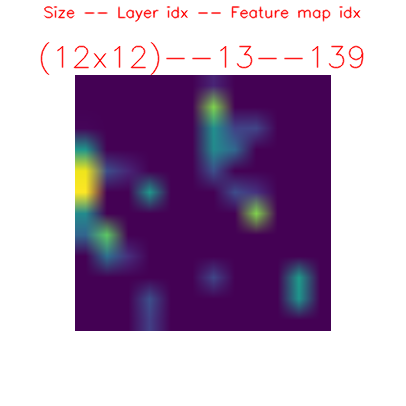 Size -- Layer idx -- Feature map idx
(12x12)--13--139